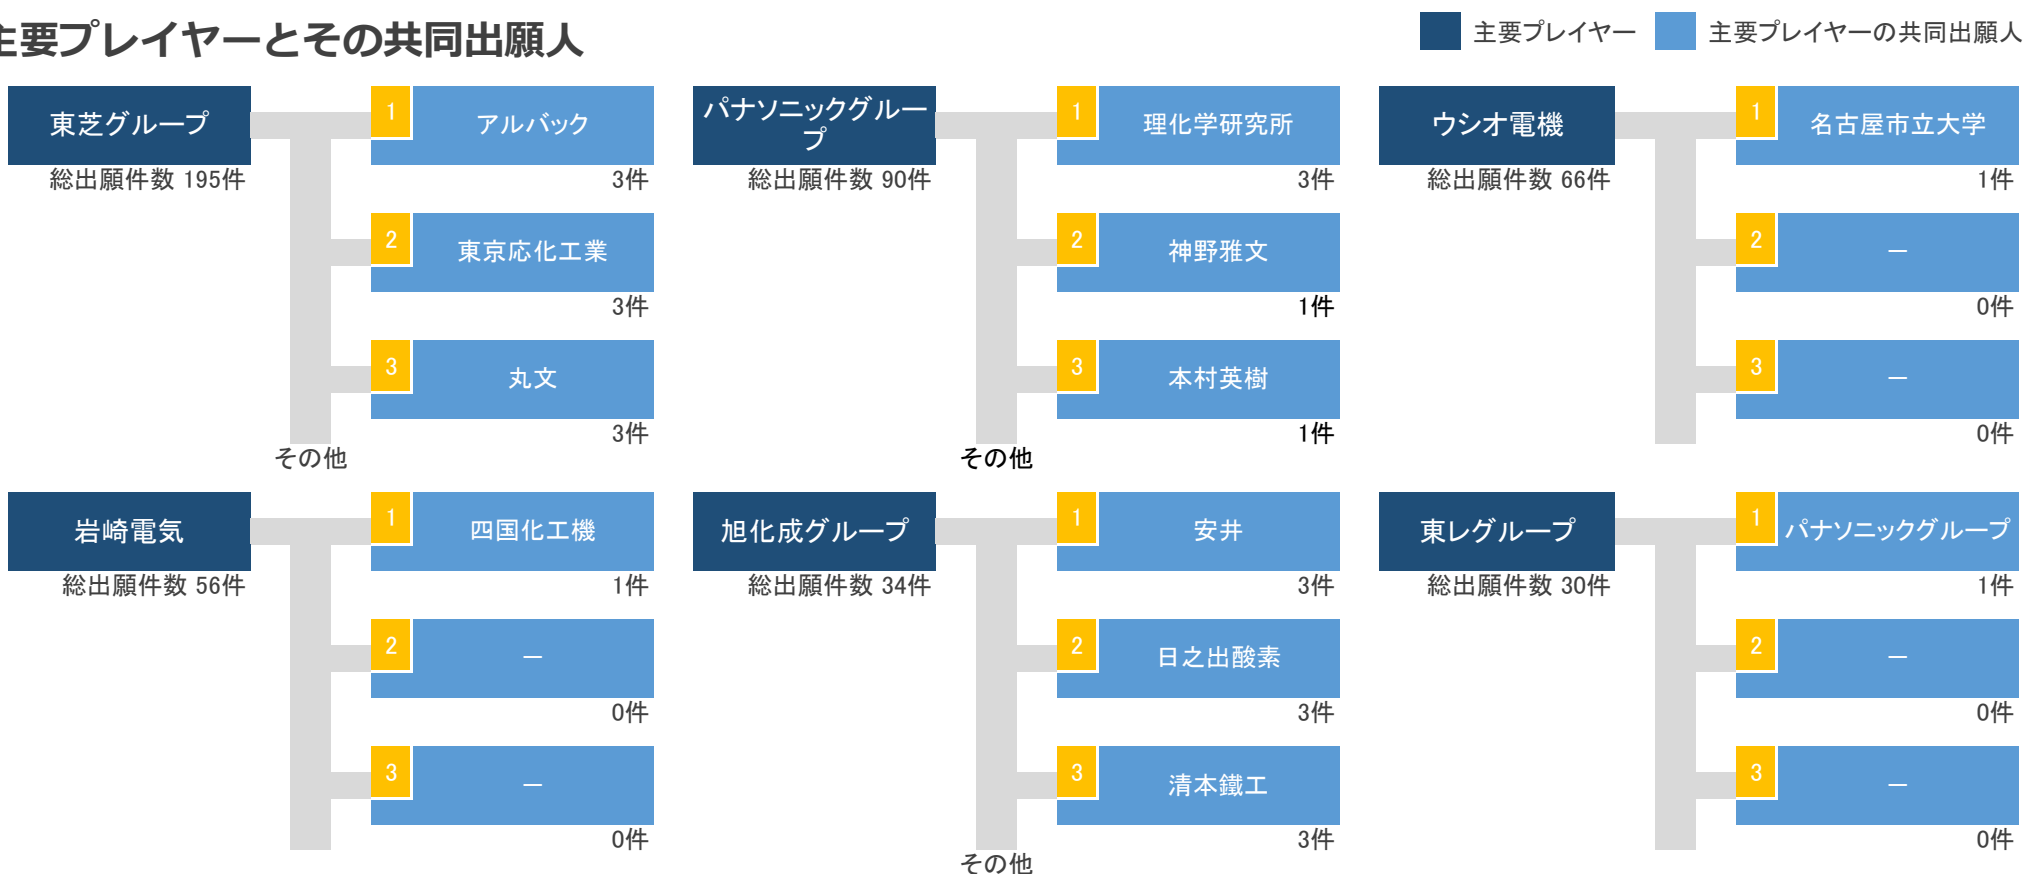 主要プレイヤーとその共同出願人
主要プレイヤー
主要プレイヤーの共同出願人
東芝グループ
総出願件数 195件
1
アルバック
3件
2
東京応化工業
3件
3
丸文
3件
その他
パナソニックグルー
プ
総出願件数 90件
1
理化学研究所
3件
2
神野雅文
1件
3
本村英樹
1件
その他
ウシオ電機
総出願件数 66件
1
名古屋市立大学
1件
2
－
0件
3
－
0件
岩崎電気
総出願件数 56件
1
四国化工機
1件
2
－
0件
3
－
0件
旭化成グループ
総出願件数 34件
1
安井
3件
2
日之出酸素
3件
3
清本鐵工
3件
その他
東レグループ
総出願件数 30件
1
パナソニックグループ
1件
2
－
0件
3
－
0件